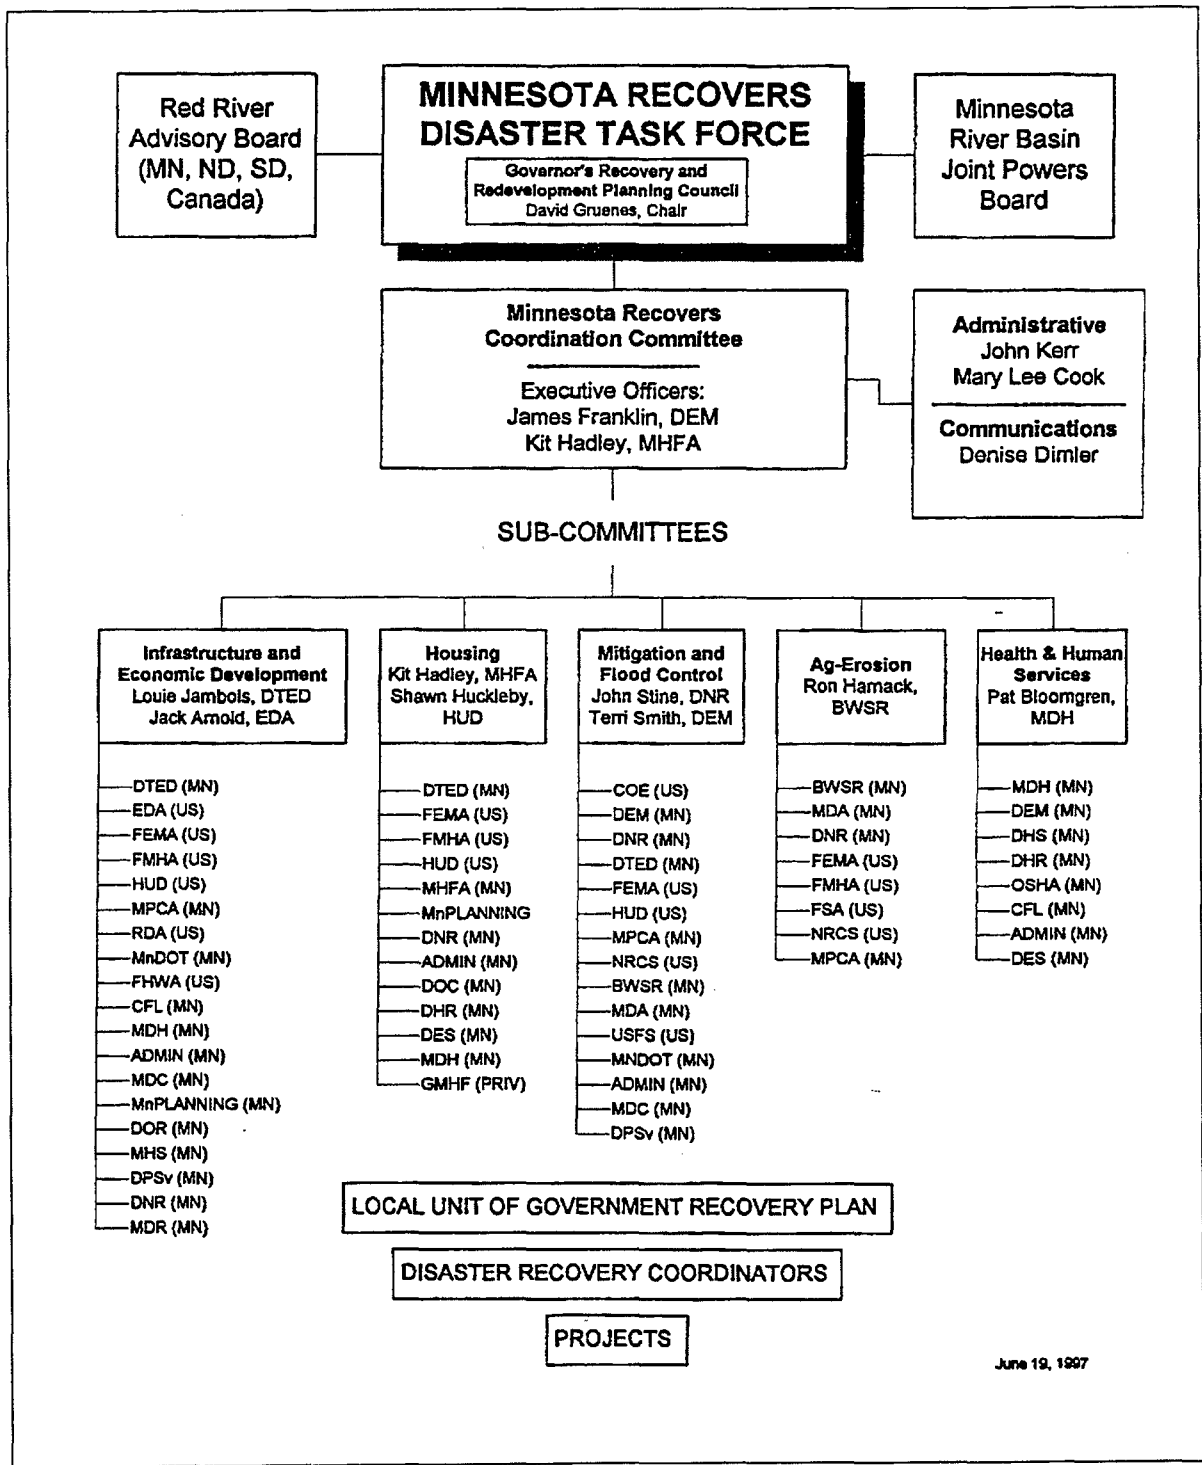 Red River
Advisory Board
(MN, ND, SD,
Canada)
MINNESOTA RECOVERS
DISASTER TASK FORCE
Governor's Recovery and
Redevelopment Planning Council
David Gruenes, Chair
Minnesota
River Basin
Joint Powers
Board
Minnesota Recovers
Coordination Committee
Executive Officers:
James Franklin, DEM
Kit Hadley, MHFA
Administrative
John Kerr
Mary Lee Cook
Communications
Denise Dimler
SUB-COMMITTEES
Infrastructure and
Economic Development
Louie Jambois, DTED
Jack Arnold, EDA
DTED (MN)
EDA (US)
FEMA (US)
FMHA (US)
HUD (US)
MPCA (MN)
RDA (US)
MnDOT (MN)
FHWA (US)
CFL (MN)
MDH (MN)
ADMIN (MN)
MDC (MN)
MnPLANNING (MN)
DOR (MN)
MHS (MN)
DPSv (MN)
DNR (MN)
MDR (MN)
Housing
Kit Hadley, MHFA
Shawn Huckleby,
HUD
DTED (MN)
FEMA (US)
FMHA (US)
HUD (US)
MHFA (MN)
MnPLANNING
DNR (MN)
ADMIN (MN)
DOC (MN)
DHR (MN)
DES (MN)
MDH (MN)
GMHF (PRIV)
Mitigation and
Flood Control
John Stine, DNR
Terri Smith, DEM
COE (US)
DEM (MN)
DNR (MN)
DTED (MN)
FEMA (US)
HUD (US)
MPCA (MN)
NRCS (US)
BWSR (MN)
MDA (MN)
USFS (US)
MNDOT (MN)
ADMIN (MN)
MDC (MN)
DPSv (MN)
Ag-Erosion
Ron Harnack,
BWSR
BWSR (MN)
MDA (MN)
DNR (MN)
FEMA (US)
FMHA (US)
FSA (US)
NRCS (US)
MPCA (MN)
Health & Human
Services
Pat Bloomgren,
MDH
MDH (MN)
DEM (MN)
DHS (MN)
DHR (MN)
OSHA (MN)
CFL (MN)
ADMIN (MN)
DES (MN)
LOCAL UNIT OF GOVERNMENT RECOVERY PLAN
DISASTER RECOVERY COORDINATORS
PROJECTS
June 19, 1997